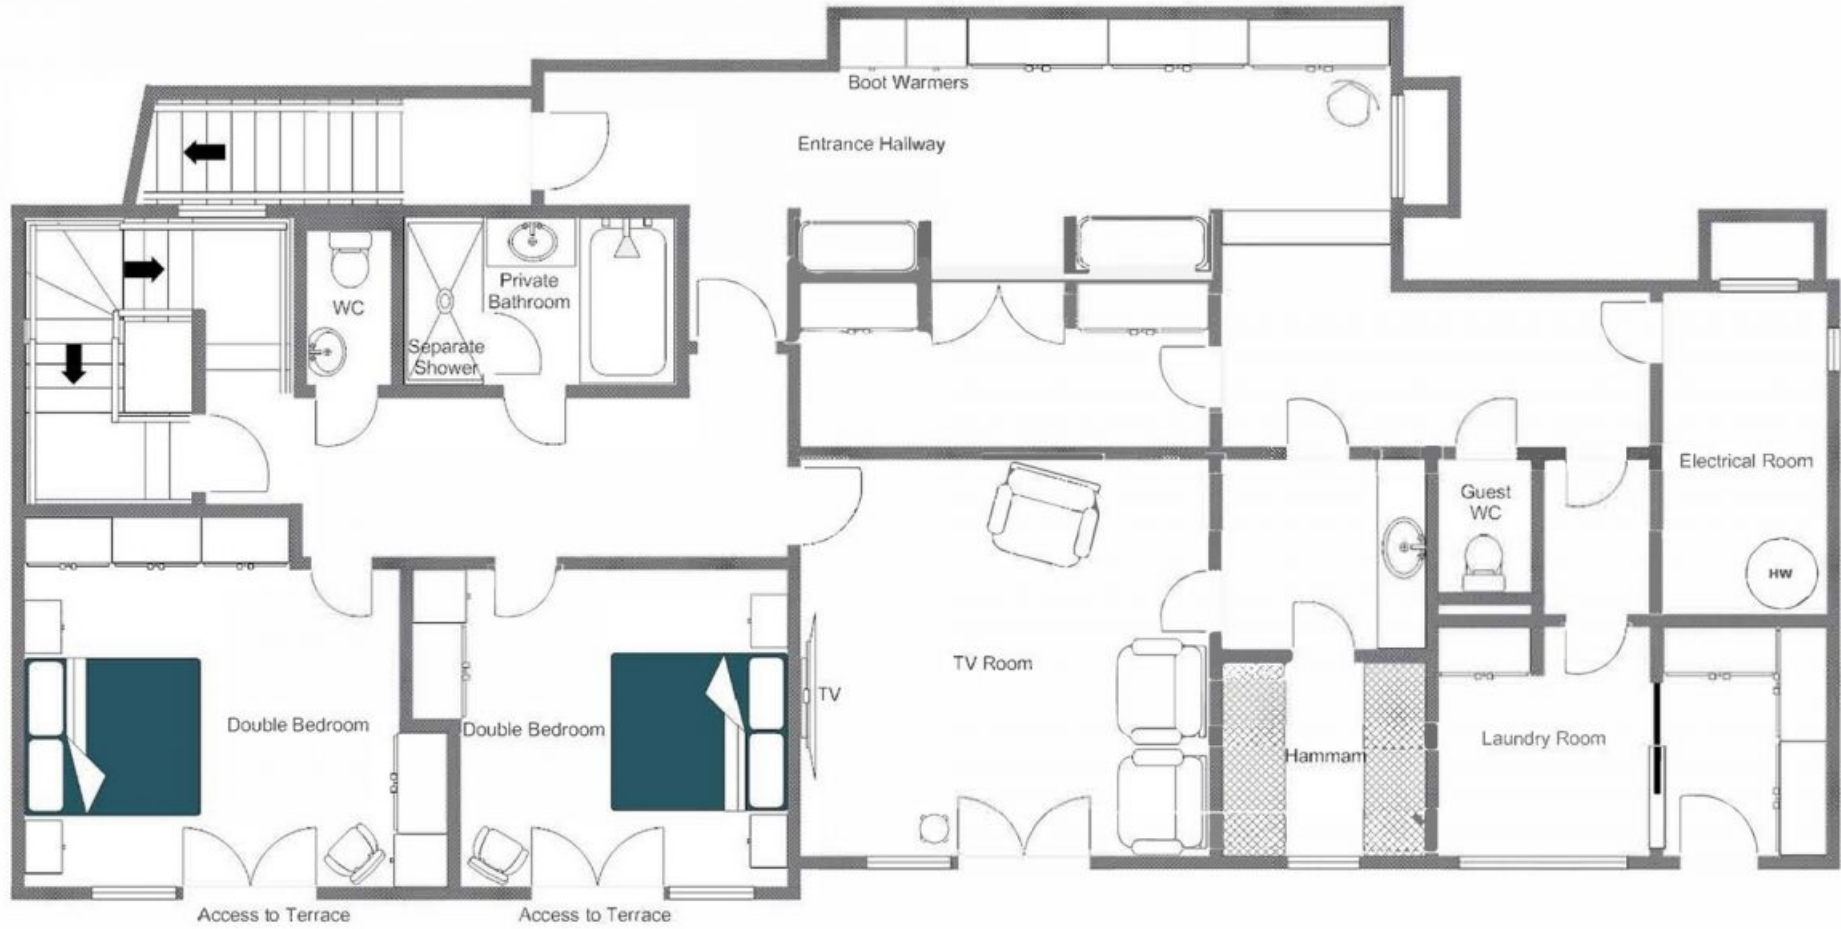 Boot Warmers
Entrance Hallway
Private
Bathroom
WC
Separate
Shower
Electrical Room
Guest
WC
HW
TV Room
TV
Double Bedroom
Double Bedroom
Laundry Room
Hammam
Access to Terrace
Access to Terrace